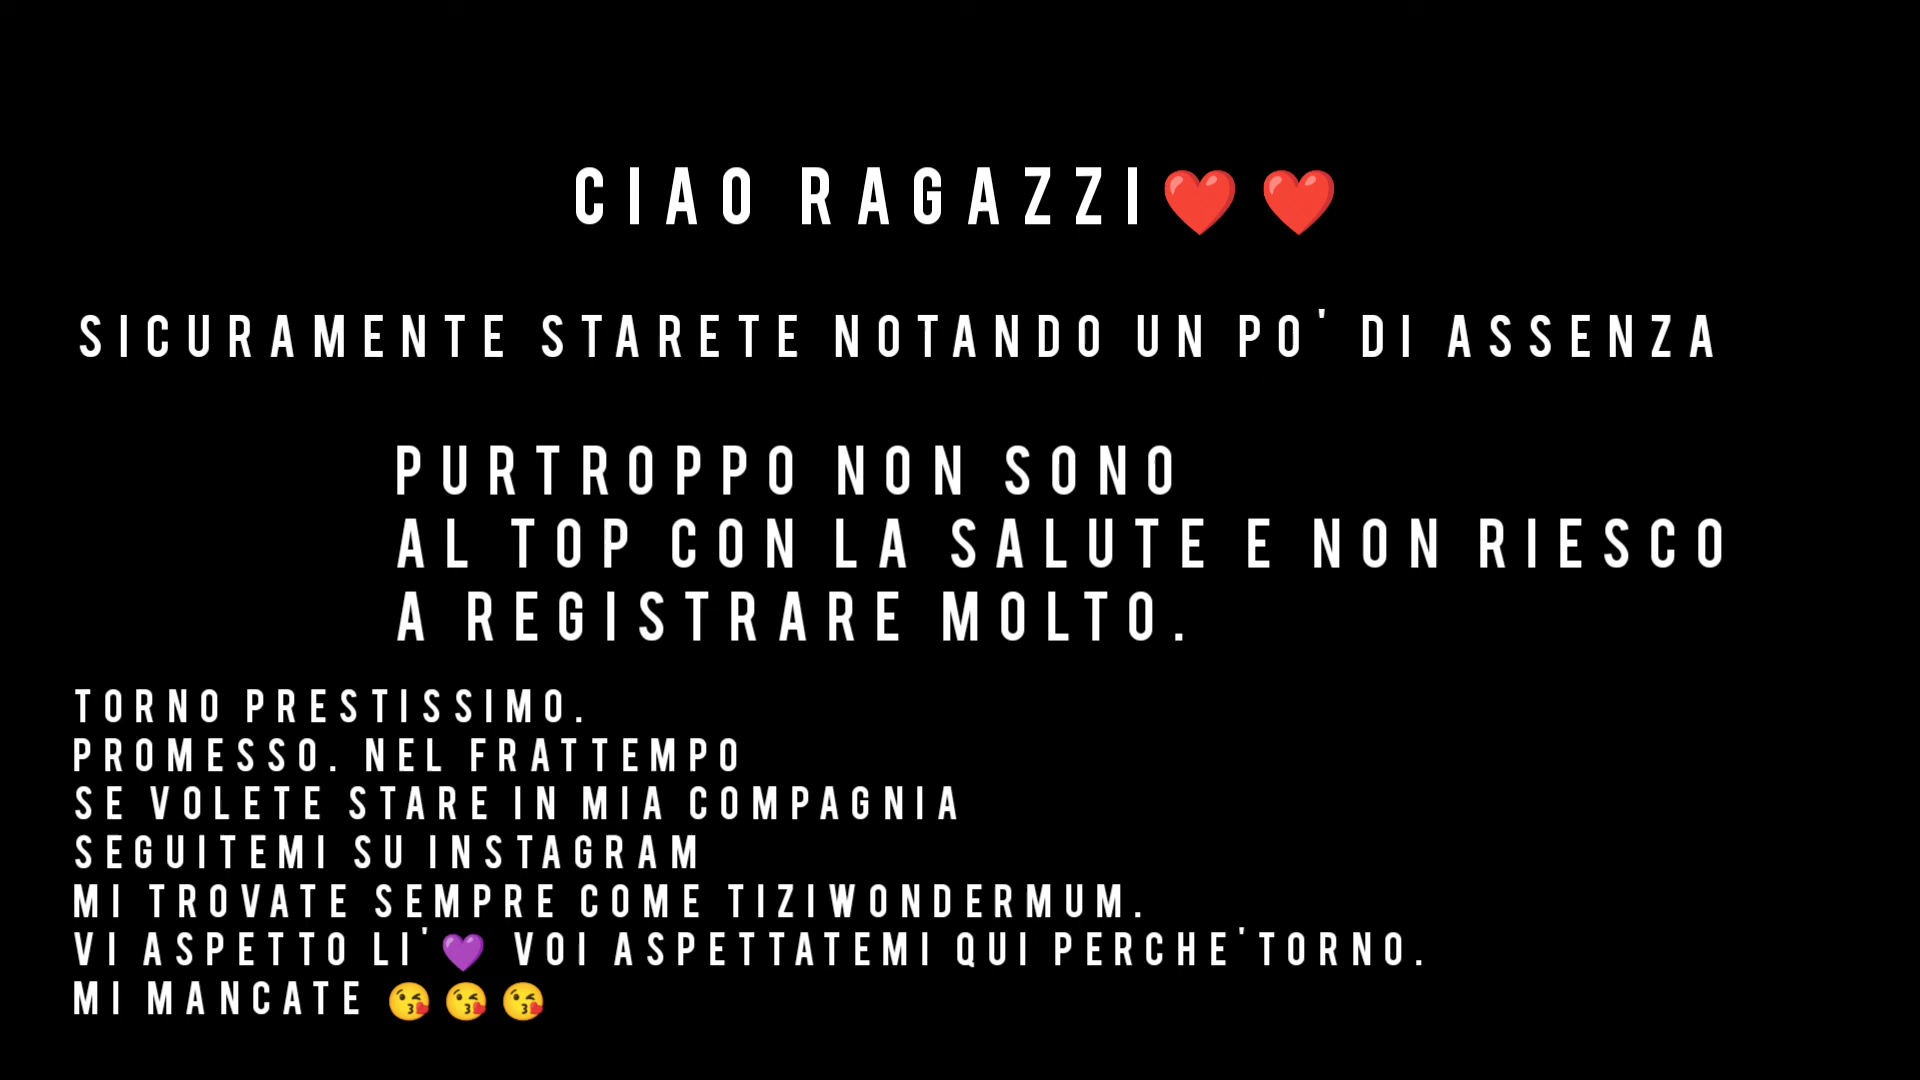 CIAO RAGAZZI❤️❤️
SICURAMENTE STARETE NOTANDO UN PO' DI ASSENZA
PURTROPPO NON SONO
AL TOP CON LA SALUTE E NON RIESCO
A REGISTRARE MOLTO.
TORNO PRESTISSIMO.
PROMESSO. NEL FRATTEMPO
SE VOLETE STARE IN MIA COMPAGNIA
SEGUITEMI SU INSTAGRAM
MI TROVATE SEMPRE COME TIZIWONDERMUM.
VI ASPETTO LI'💜 VOI ASPETTATEMI QUI PERCHE'TORNO.
MI MANCATE 😘😘😘